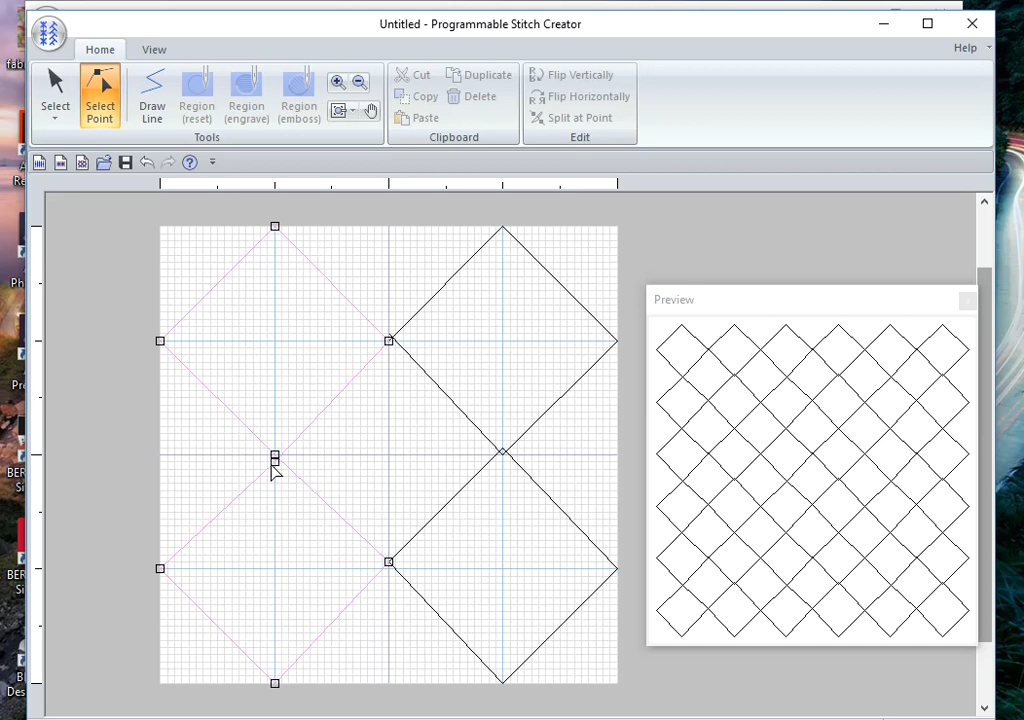 Untitled - Programmable Stitch Creator
Home View
Help
Select
Select Point
Draw Line
Region (reset)
Region (engrave)
Region (emboss)
Tools
Cut
Copy
Paste
Duplicate
Delete
Clipboard
Flip Vertically
Flip Horizontally
Split at Point
Edit
Preview